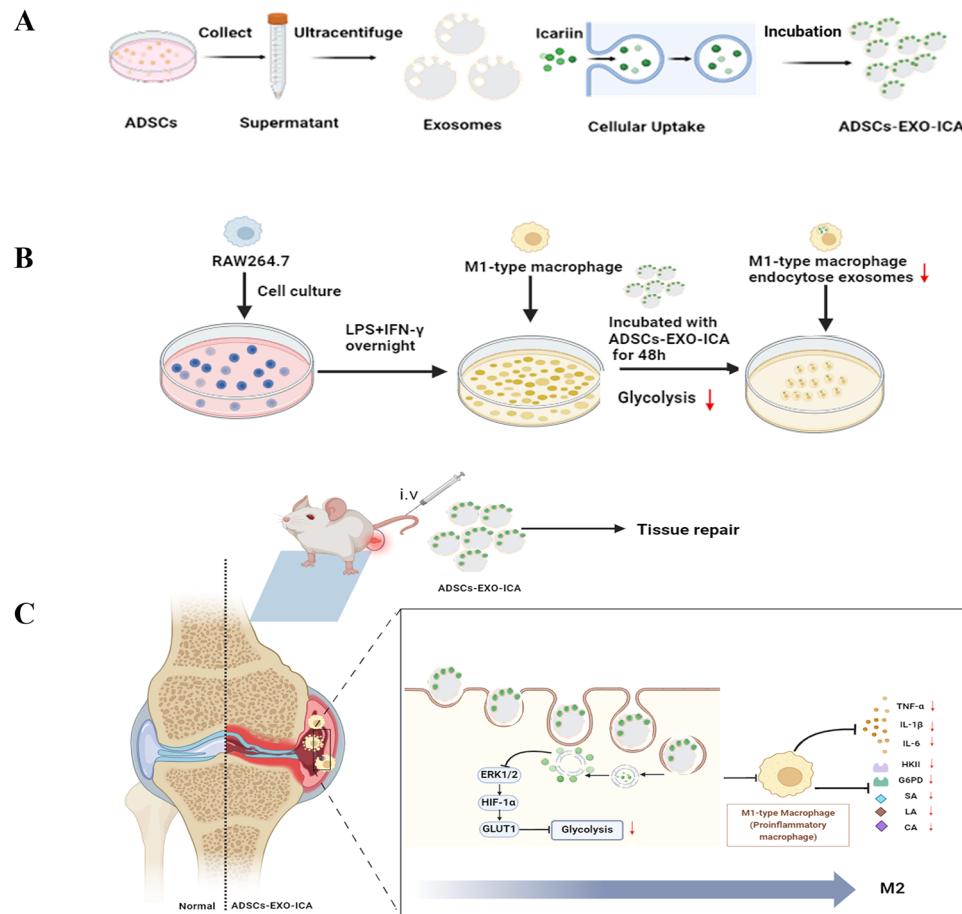 A
Collect
Ultracentifuge
Icariin
Incubation
ADSCs
Supermatant
Exosomes
Cellular Uptake
ADSCs-EXO-ICA
B
RAW264.7
Cell culture
LPS+IFN-γ
overnight
M1-type macrophage
Incubated with
ADSCs-EXO-ICA
for 48h
Glycolysis ↓
M1-type macrophage
endocytose exosomes ↓
C
i.v
ADSCs-EXO-ICA
Tissue repair
Normal
ADSCs-EXO-ICA
ERK1/2
HIF-1α
GLUT1
Glycolysis ↓
M1-type Macrophage
(Proinflammatory
macrophage)
TNF-α ↓
IL-1β ↓
IL-6 ↓
HKII ↓
G6PD ↓
SA ↓
LA ↓
CA ↓
M2